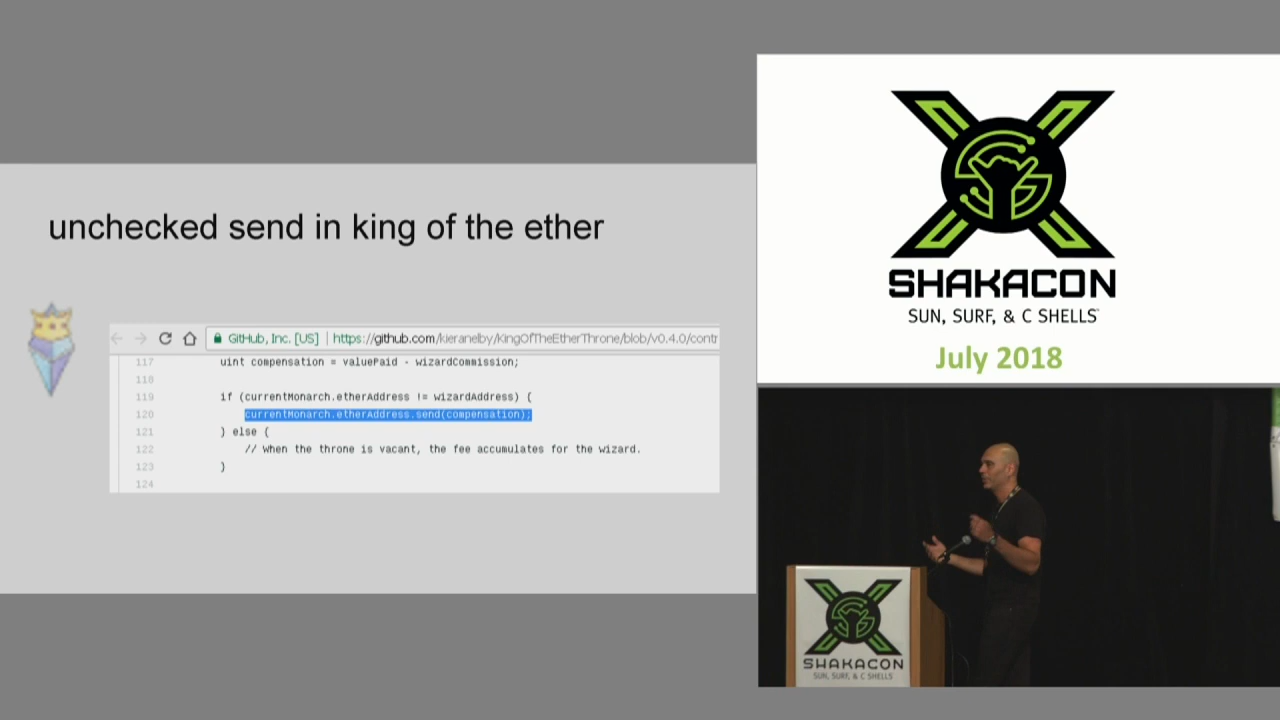 unchecked send in king of the ether
GitHub, Inc. [US] | https://github.com/kieranelby/KingOfTheEtherThrone/blob/v0.4.0/contr
117 uint compensation = valuePaid - wizardCommission;
118
119 if (currentMonarch.etherAddress != wizardAddress) {
120 currentMonarch.etherAddress.send(compensation);
121 } else {
122 // When the throne is vacant, the fee accumulates for the wizard.
123 }
124
SHAKACON
SUN, SURF, & C SHELLS
July 2018
SHAKACON
SUN, SURF, & C SHELLS